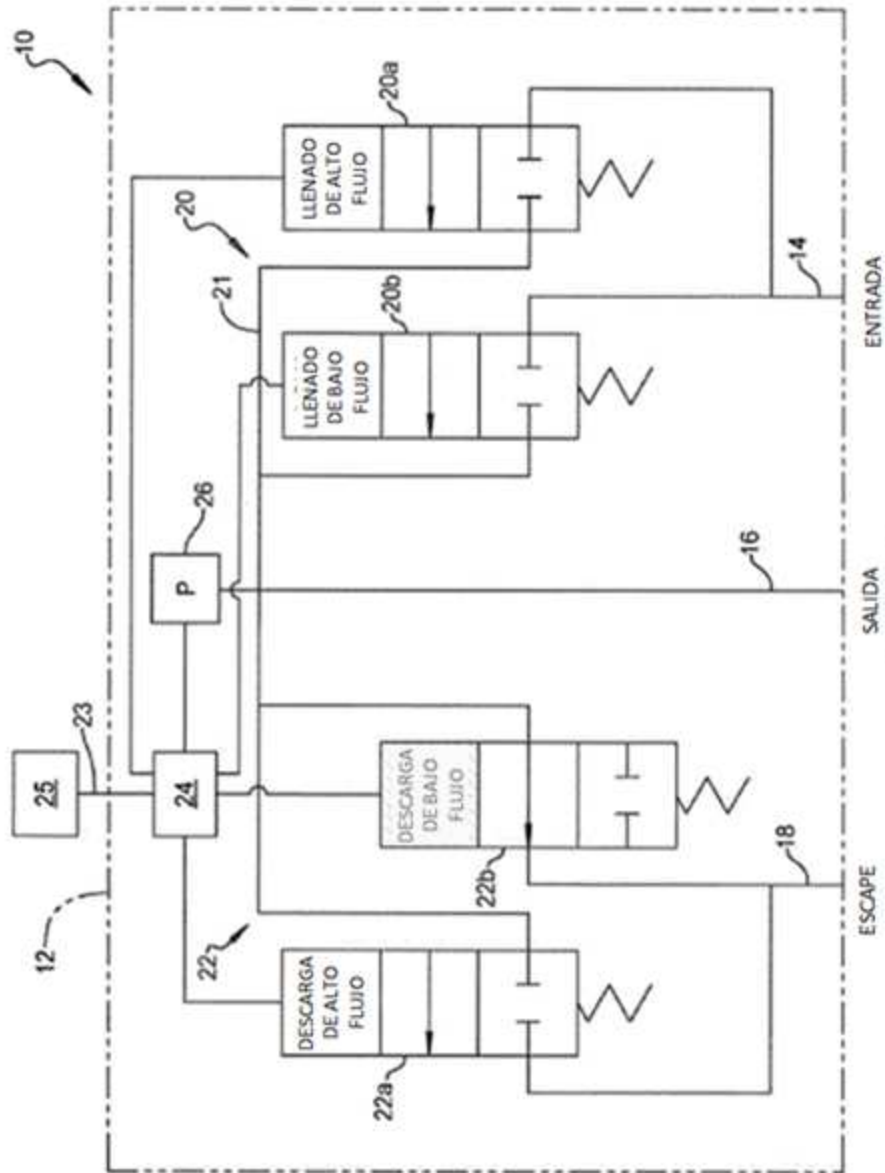 10
12
23
25
24
26
P
20
20a
LLENADO
DE ALTO
FLUJO
21
20b
LLENADO
DE BAJO
FLUJO
22
22a
DESCARGA
DE ALTO
FLUJO
22b
DESCARGA
DE BAJO
FLUJO
18
16
14
ESCAPE
SALIDA
ENTRADA